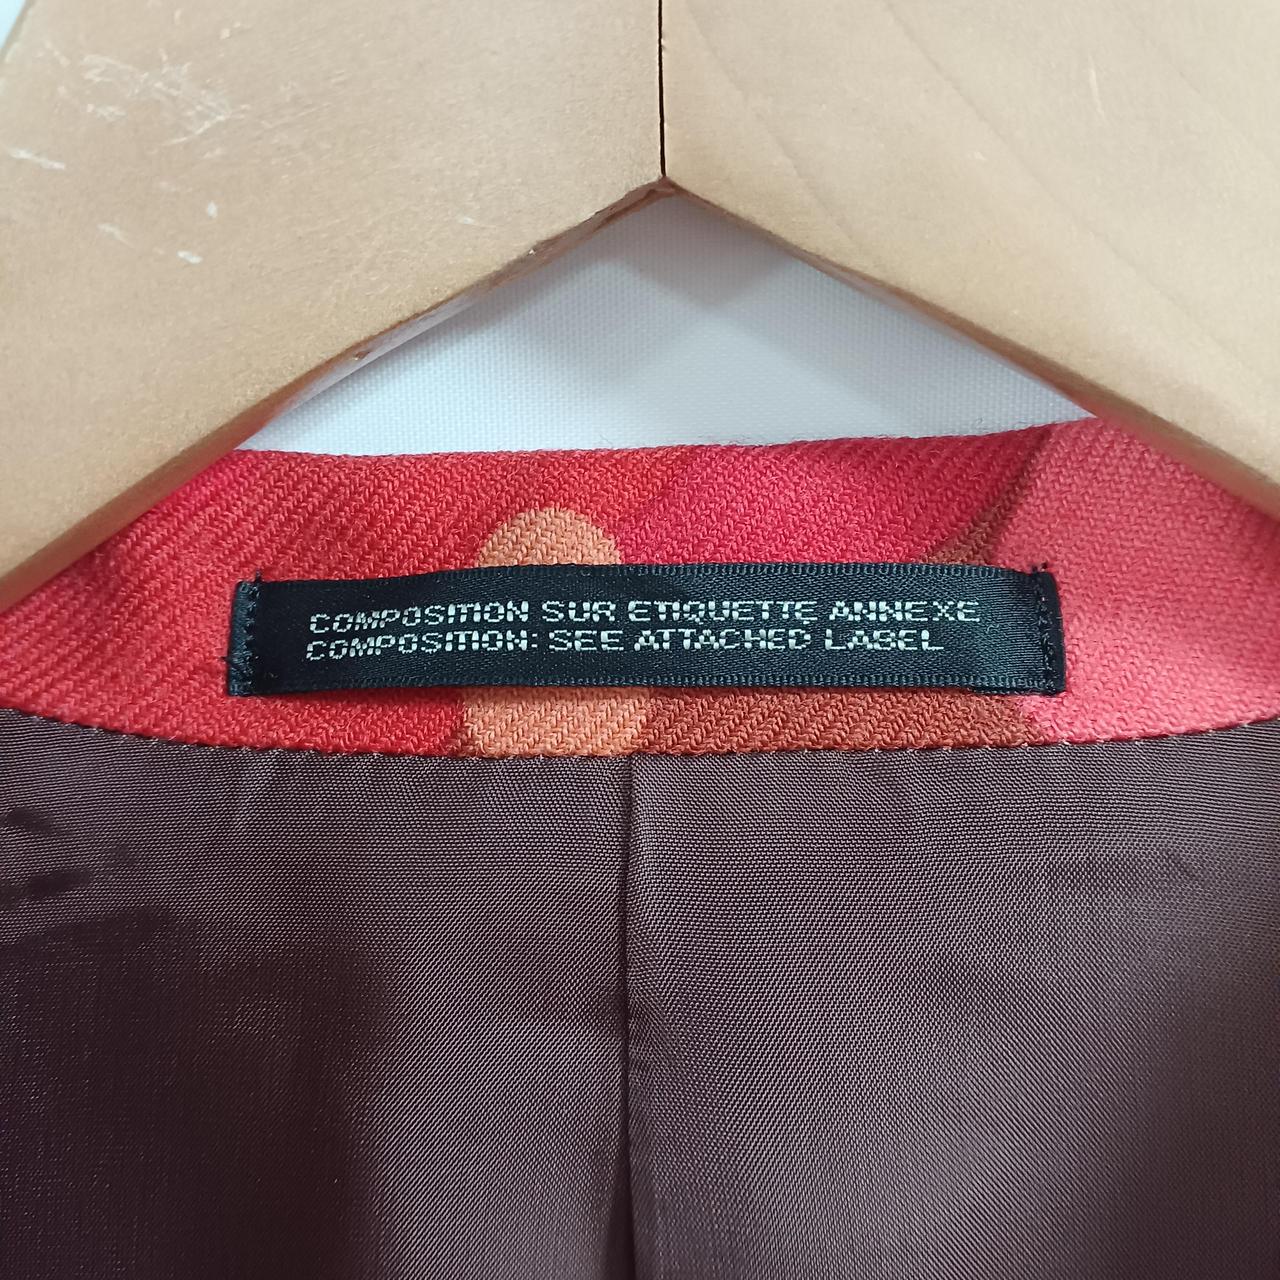 COMPOSITION SUR ETIQUETTE ANNEXE
COMPOSITION: SEE ATTACHED LABEL